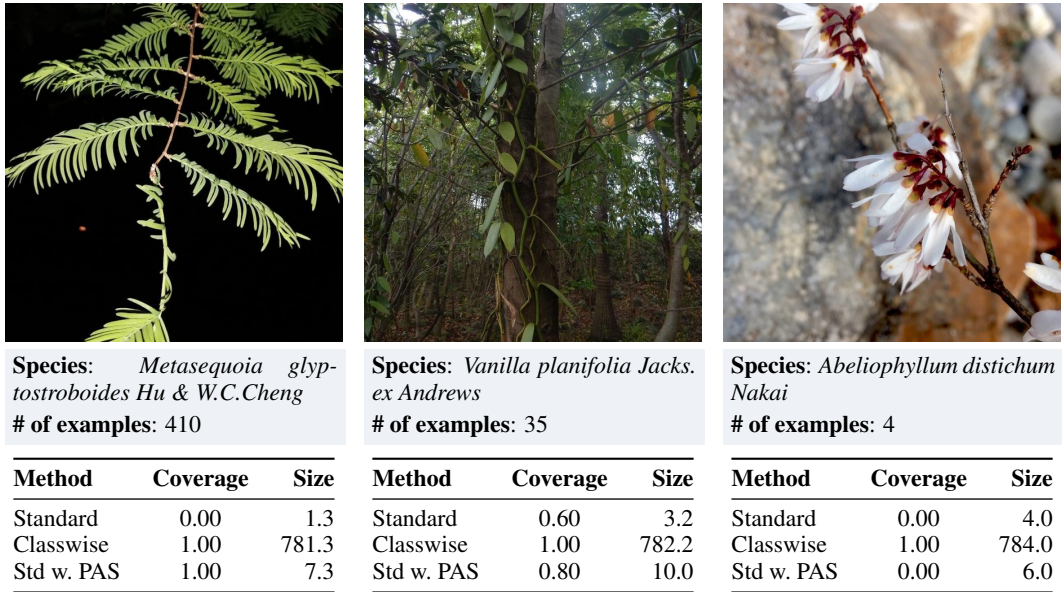 Species: Metasequoia glyp-
tostroboides Hu & W.C.Cheng
# of examples: 410
Method Coverage Size
Standard 0.00 1.3
Classwise 1.00 781.3
Std w. PAS 1.00 7.3
Species: Vanilla planifolia Jacks.
ex Andrews
# of examples: 35
Method Coverage Size
Standard 0.60 3.2
Classwise 1.00 782.2
Std w. PAS 0.80 10.0
Species: Abeliophyllum distichum
Nakai
# of examples: 4
Method Coverage Size
Standard 0.00 4.0
Classwise 1.00 784.0
Std w. PAS 0.00 6.0